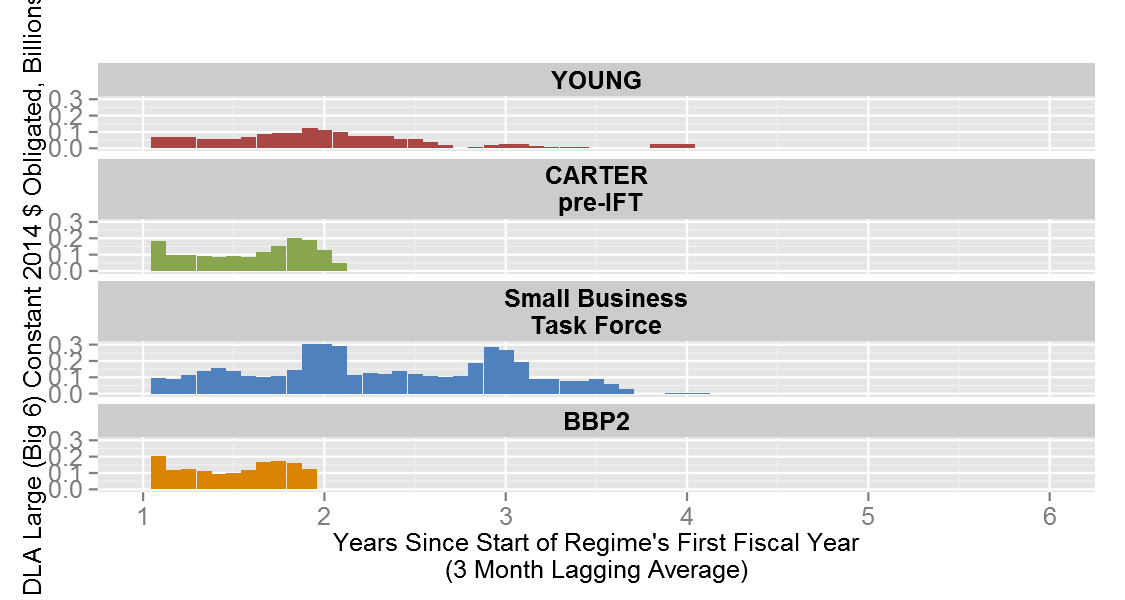 DLA Large (Big 6) Constant 2014 $ Obligated, Billions
YOUNG
0.3
0.2
0.1
0.0
CARTER
pre-IFT
0.3
0.2
0.1
0.0
Small Business
Task Force
0.3
0.2
0.1
0.0
BBP2
0.3
0.2
0.1
0.0
1 2 3 4 5 6
Years Since Start of Regime's First Fiscal Year
(3 Month Lagging Average)